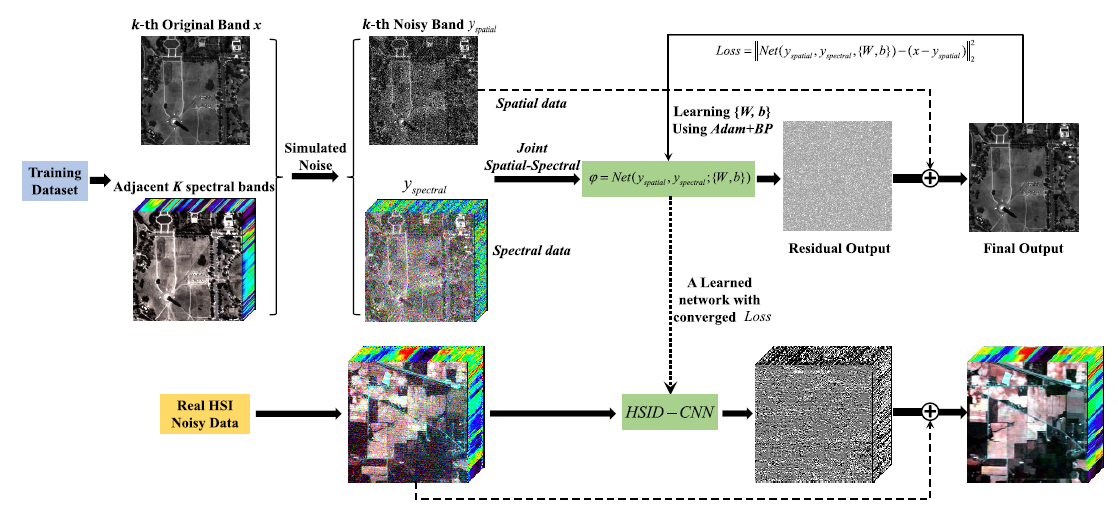 k-th Original Band x
k-th Noisy Band y_spatial
Loss = ||Net(y_spatial, y_spectral, {W, b}) − (x − y_spatial)||_2^2
Spatial data
Learning {W, b}
Using Adam+BP
Training
Dataset
Simulated
Noise
Joint
Spatial-Spectral
φ = Net(y_spatial, y_spectral; {W, b})
Adjacent K spectral bands
y_spectral
Spectral data
Residual Output
Final Output
A Learned
network with
converged Loss
Real HSI
Noisy Data
HSID−CNN